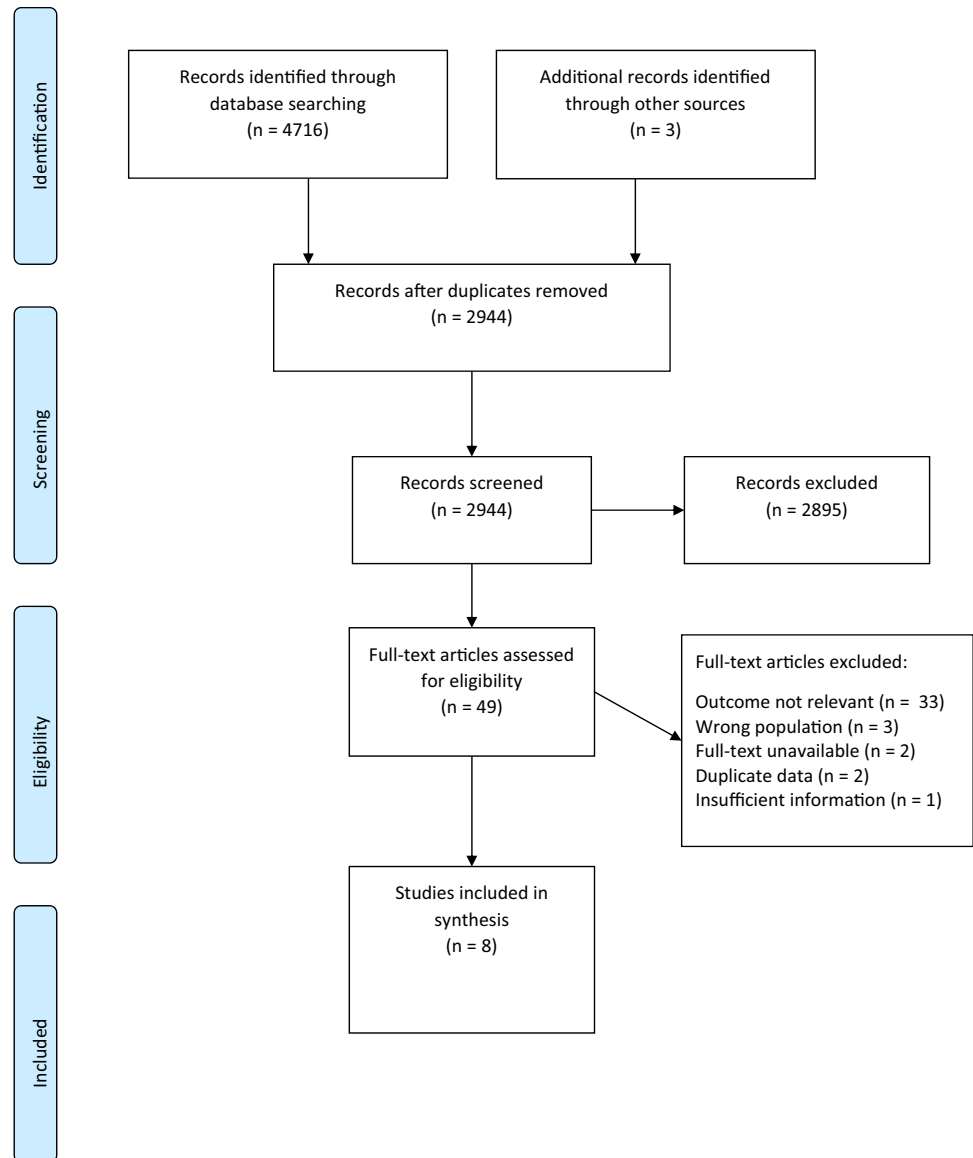 Identification
Records identified through
database searching
(n = 4716)
Additional records identified
through other sources
(n = 3)
Records after duplicates removed
(n = 2944)
Screening
Records screened
(n = 2944)
Records excluded
(n = 2895)
Eligibility
Full-text articles assessed
for eligibility
(n = 49)
Full-text articles excluded:
Outcome not relevant (n = 33)
Wrong population (n = 3)
Full-text unavailable (n = 2)
Duplicate data (n = 2)
Insufficient information (n = 1)
Included
Studies included in
synthesis
(n = 8)